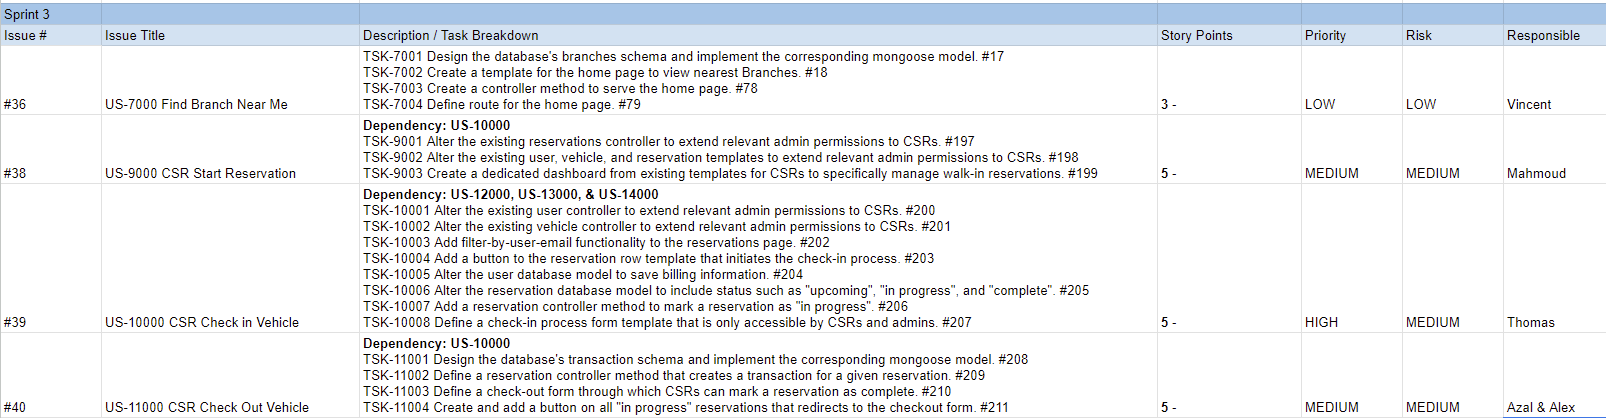 Sprint 3
Issue # Issue Title Description / Task Breakdown Story Points Priority Risk Responsible
TSK-7001 Design the database's branches schema and implement the corresponding mongoose model. #17
TSK-7002 Create a template for the home page to view nearest Branches. #18
TSK-7003 Create a controller method to serve the home page. #78
#36 US-7000 Find Branch Near Me TSK-7004 Define route for the home page. #79 3 - LOW LOW Vincent
Dependency: US-10000
TSK-9001 Alter the existing reservations controller to extend relevant admin permissions to CSRs. #197
TSK-9002 Alter the existing user, vehicle, and reservation templates to extend relevant admin permissions to CSRs. #198
#38 US-9000 CSR Start Reservation TSK-9003 Create a dedicated dashboard from existing templates for CSRs to specifically manage walk-in reservations. #199 5 - MEDIUM MEDIUM Mahmoud
Dependency: US-12000, US-13000, & US-14000
TSK-10001 Alter the existing user controller to extend relevant admin permissions to CSRs. #200
TSK-10002 Alter the existing vehicle controller to extend relevant admin permissions to CSRs. #201
TSK-10003 Add filter-by-user-email functionality to the reservations page. #202
TSK-10004 Add a button to the reservation row template that initiates the check-in process. #203
TSK-10005 Alter the user database model to save billing information. #204
TSK-10006 Alter the reservation database model to include status such as "upcoming", "in progress", and "complete". #205
TSK-10007 Add a reservation controller method to mark a reservation as "in progress". #206
#39 US-10000 CSR Check in Vehicle TSK-10008 Define a check-in process form template that is only accessible by CSRs and admins. #207 5 - HIGH MEDIUM Thomas
Dependency: US-10000
TSK-11001 Design the database's transaction schema and implement the corresponding mongoose model. #208
TSK-11002 Define a reservation controller method that creates a transaction for a given reservation. #209
TSK-11003 Define a check-out form through which CSRs can mark a reservation as complete. #210
#40 US-11000 CSR Check Out Vehicle TSK-11004 Create and add a button on all "in progress" reservations that redirects to the checkout form. #211 5 - MEDIUM MEDIUM Azal & Alex